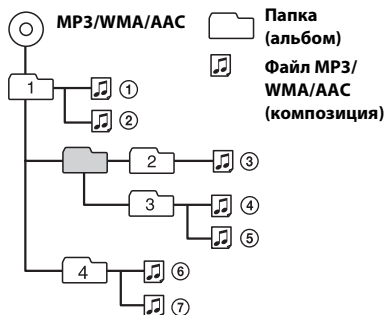 MP3/WMA/AAC
Папка
(альбом)
Файл MP3/
WMA/AAC
(композиция)
1
①
②
2
③
3
④
⑤
4
⑥
⑦